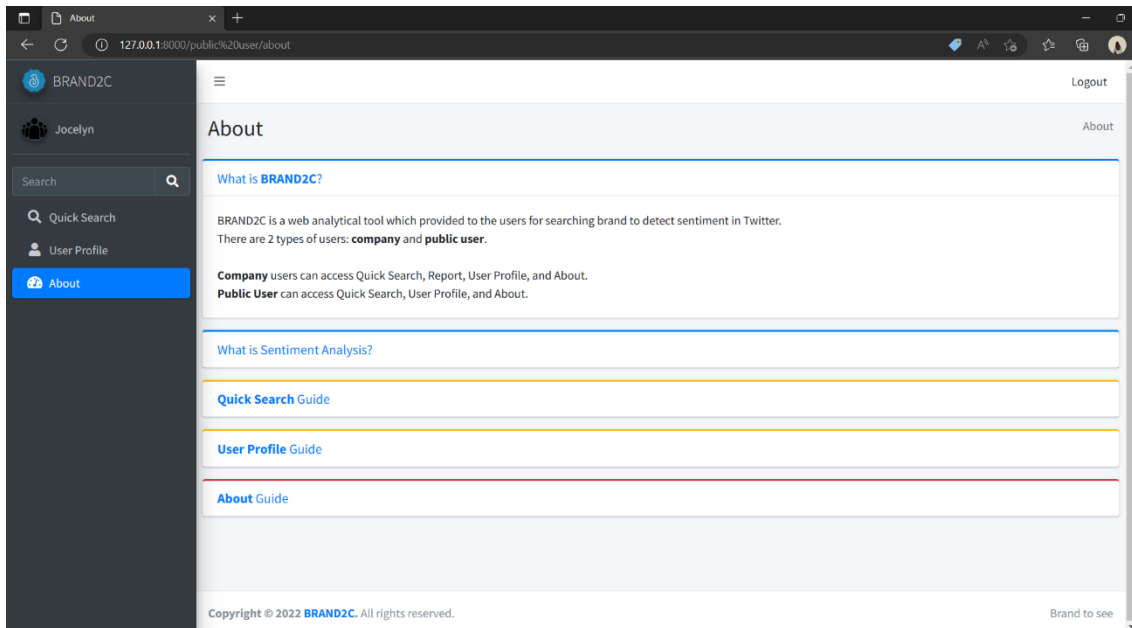 About
127.0.0.1:8000/public%20user/about
BRAND2C
Logout
Jocelyn
About
About
Search
Quick Search
User Profile
About
What is BRAND2C?
BRAND2C is a web analytical tool which provided to the users for searching brand to detect sentiment in Twitter.
There are 2 types of users: company and public user.
Company users can access Quick Search, Report, User Profile, and About.
Public User can access Quick Search, User Profile, and About.
What is Sentiment Analysis?
Quick Search Guide
User Profile Guide
About Guide
Copyright © 2022 BRAND2C. All rights reserved.
Brand to see